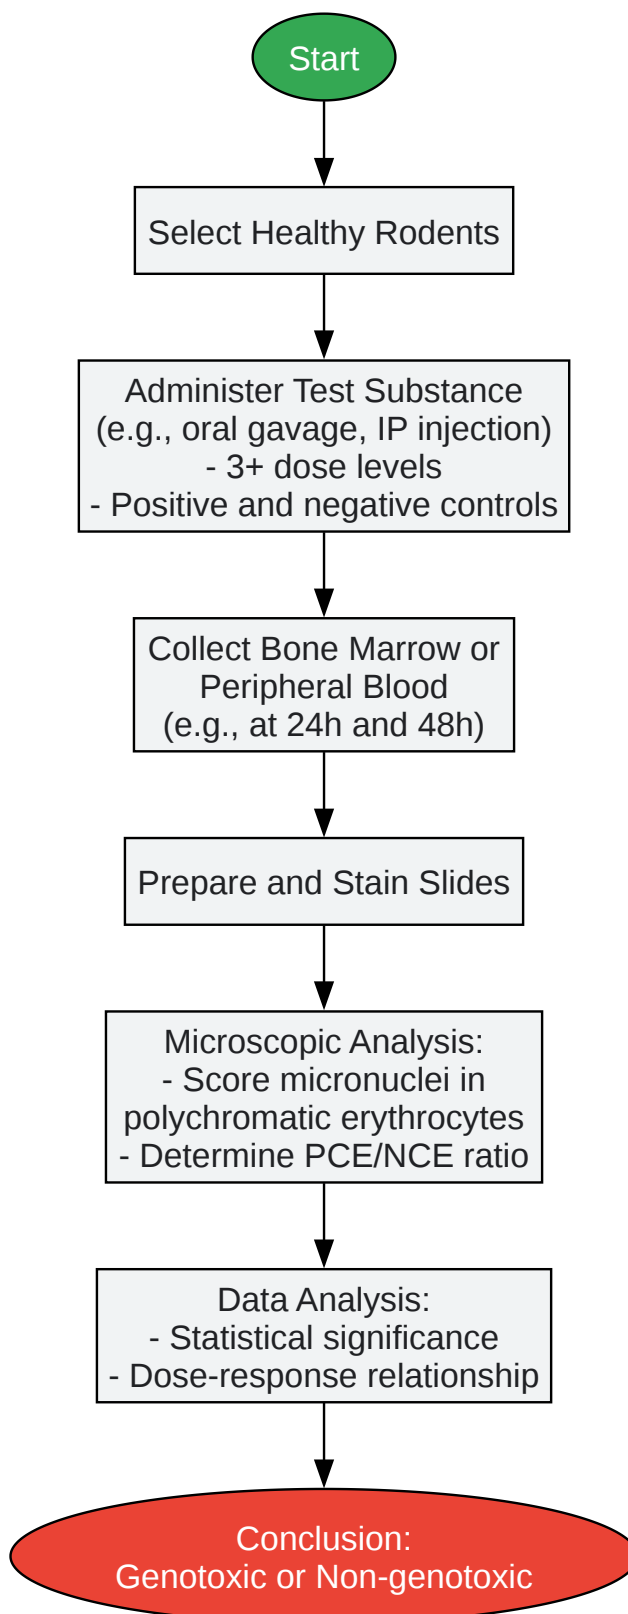 Start
Select Healthy Rodents
Administer Test Substance
(e.g., oral gavage, IP injection)
- 3+ dose levels
- Positive and negative controls
Collect Bone Marrow or
Peripheral Blood
(e.g., at 24h and 48h)
Prepare and Stain Slides
Microscopic Analysis:
- Score micronuclei in
polychromatic erythrocytes
- Determine PCE/NCE ratio
Data Analysis:
- Statistical significance
- Dose-response relationship
Conclusion:
Genotoxic or Non-genotoxic